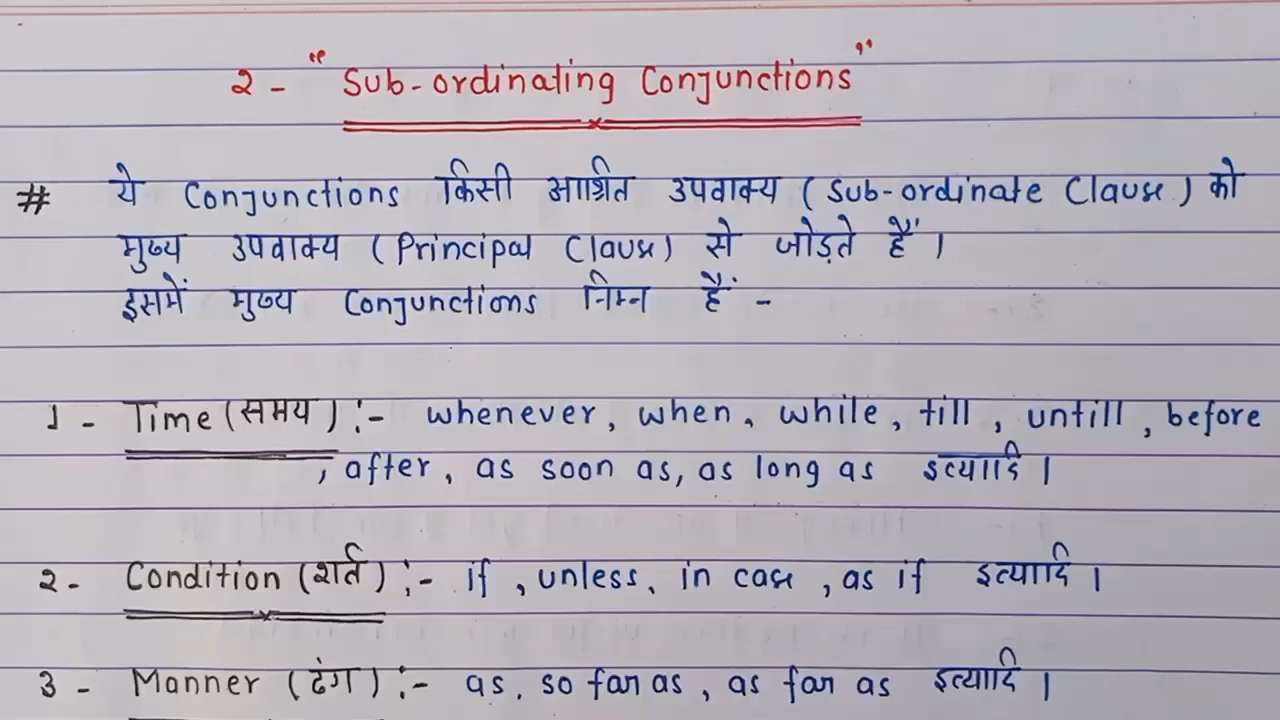 २ - "Sub-ordinating Conjunctions"
# ये Conjunctions किसी आश्रित उपवाक्य ( Sub-ordinate Clause ) को
मुख्य उपवाक्य ( Principal Clause ) से जोड़ते हैं ।
इसमें मुख्य Conjunctions निम्न हैं -
1 - Time (समय) :- whenever, when, while, till, untill, before
, after, as soon as, as long as इत्यादि ।
२ - Condition (शर्त) :- if, unless, in case, as if इत्यादि ।
3 - Manner (ढंग) :- as, so far as, as far as इत्यादि ।